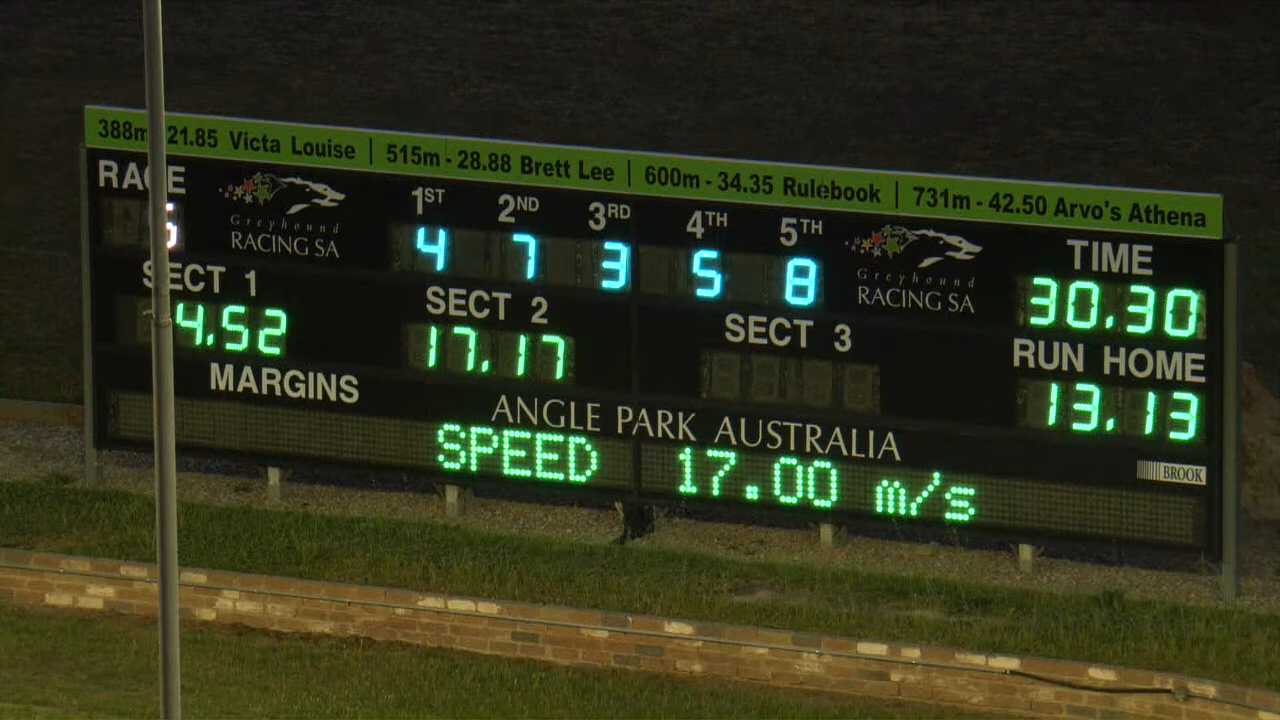 388m 21.85 Victa Louise | 515m - 28.88 Brett Lee | 600m - 34.35 Rulebook | 731m - 42.50 Arvo's Athena
RACE
Greyhound
RACING SA
1ST 2ND 3RD 4TH 5TH
Greyhound
RACING SA
TIME
4 7 3 5 8
30.30
SECT 1
SECT 2
SECT 3
RUN HOME
4.52
17.17
13.13
MARGINS
ANGLE PARK AUSTRALIA
BROOK
SPEED 17.00 m/s